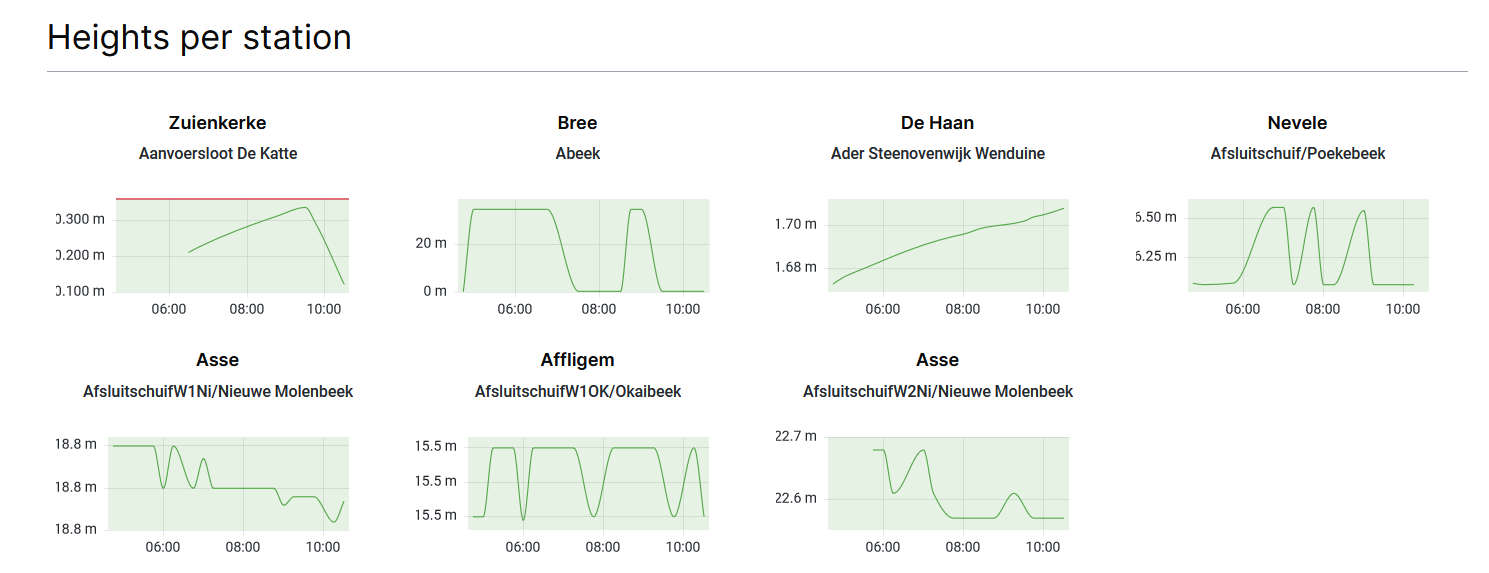 Heights per station
Zuienkerke
Aanvoersloot De Katte
0.300 m
0.200 m
0.100 m
06:00 08:00 10:00
Bree
Abeek
20 m
0 m
06:00 08:00 10:00
De Haan
Ader Steenovenwijk Wenduine
1.70 m
1.68 m
06:00 08:00 10:00
Nevele
Afsluitschuif/Poekebeek
6.50 m
6.25 m
06:00 08:00 10:00
Asse
AfsluitschuifW1Ni/Nieuwe Molenbeek
18.8 m
18.8 m
18.8 m
06:00 08:00 10:00
Affligem
AfsluitschuifW1OK/Okaibeek
15.5 m
15.5 m
15.5 m
06:00 08:00 10:00
Asse
AfsluitschuifW2Ni/Nieuwe Molenbeek
22.7 m
22.6 m
06:00 08:00 10:00